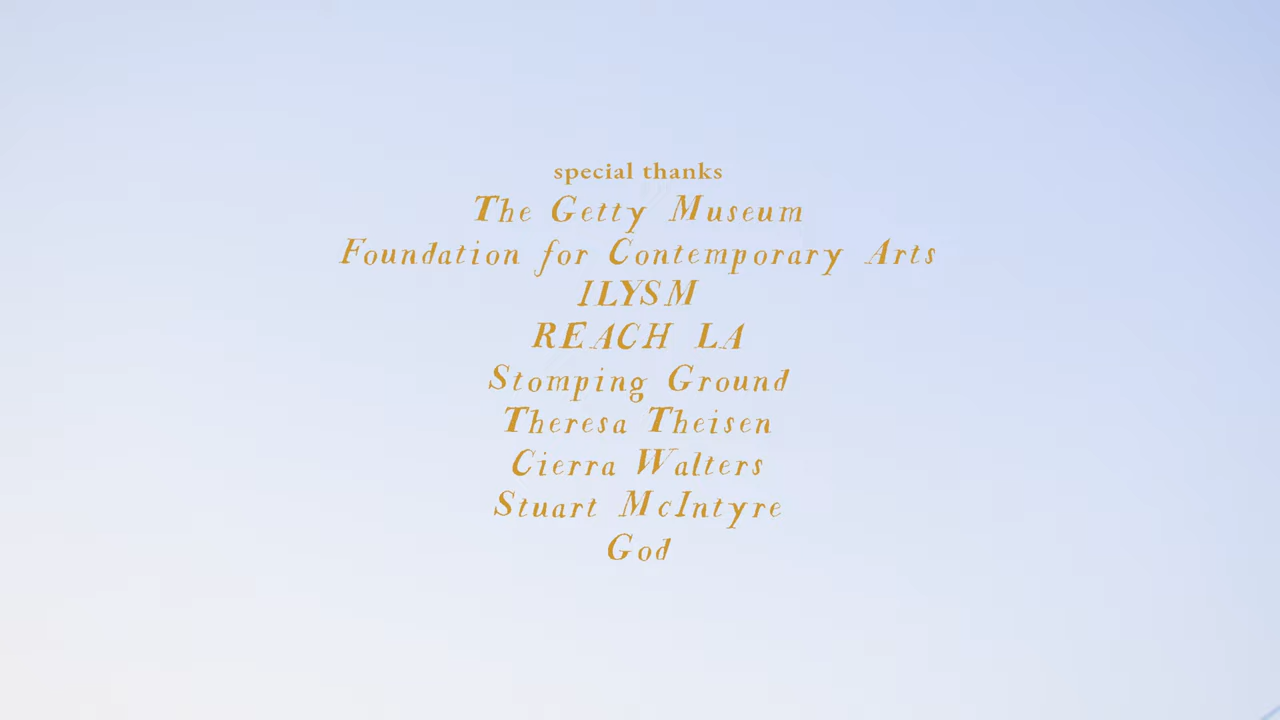 special thanks
The Getty Museum
Foundation for Contemporary Arts
ILYSM
REACH LA
Stomping Ground
Theresa Theisen
Cierra Walters
Stuart McIntyre
God